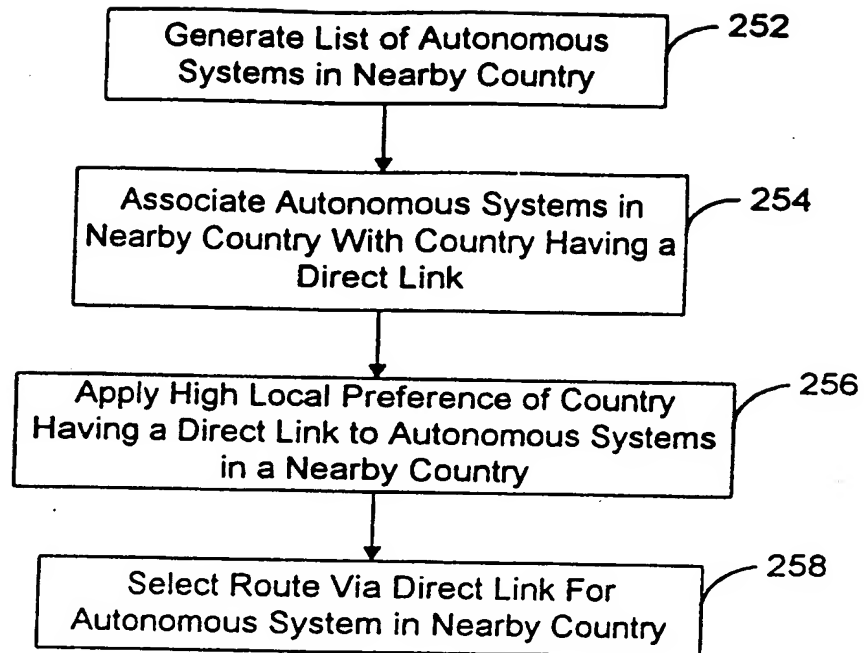 Generate List of Autonomous
Systems in Nearby Country
252
Associate Autonomous Systems in
Nearby Country With Country Having a
Direct Link
254
Apply High Local Preference of Country
Having a Direct Link to Autonomous Systems
in a Nearby Country
256
Select Route Via Direct Link For
Autonomous System in Nearby Country
258